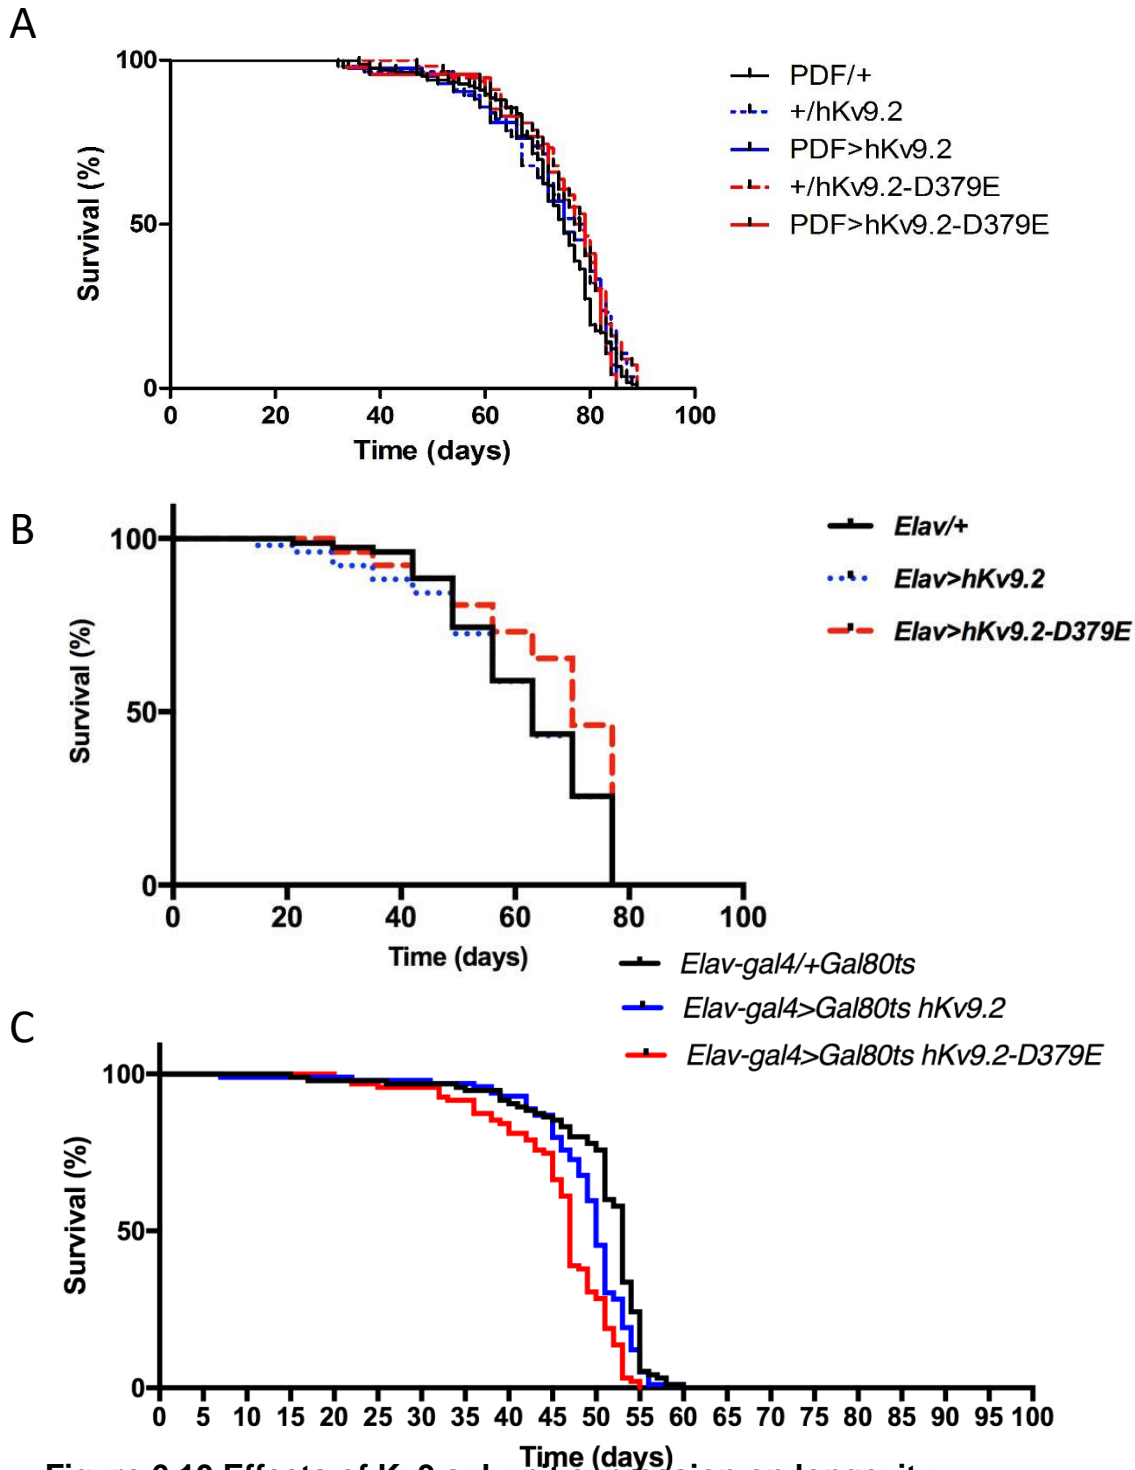 A
100
50
0
0 20 40 60 80 100
Survival (%)
Time (days)
PDF/+
+/hKv9.2
PDF>hKv9.2
+/hKv9.2-D379E
PDF>hKv9.2-D379E
B
100
50
0
0 20 40 60 80 100
Survival (%)
Time (days)
Elav/+
Elav>hKv9.2
Elav>hKv9.2-D379E
C
Elav-gal4/+Gal80ts
Elav-gal4>Gal80ts hKv9.2
Elav-gal4>Gal80ts hKv9.2-D379E
100
50
0
0 5 10 15 20 25 30 35 40 45 50 55 60 65 70 75 80 85 90 95 100
Survival (%)
Time (days)
Effects of